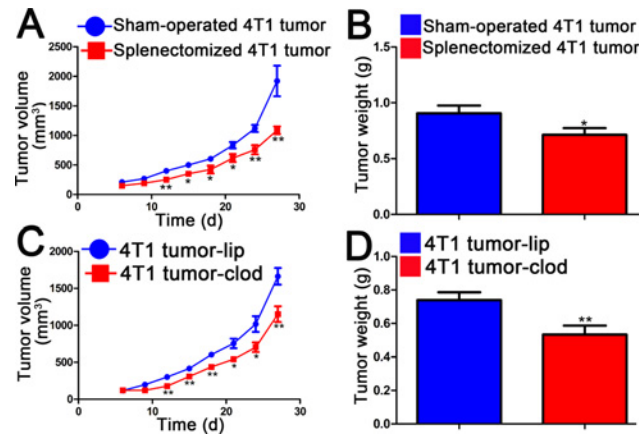 A
Sham-operated 4T1 tumor
Splenectomized 4T1 tumor
Tumor volume
(mm³)
2500
2000
1500
1000
500
0
0
10
20
30
**
*
*
*
**
**
Time (d)
B
Sham-operated 4T1 tumor
Splenectomized 4T1 tumor
Tumor weight (g)
1.5
1.0
0.5
0.0
*
C
4T1 tumor-lip
4T1 tumor-clod
Tumor volume
(mm³)
2000
1500
1000
500
0
0
10
20
30
**
**
**
*
*
**
Time (d)
D
4T1 tumor-lip
4T1 tumor-clod
Tumor weight (g)
1.0
0.8
0.6
0.4
0.2
0.0
**